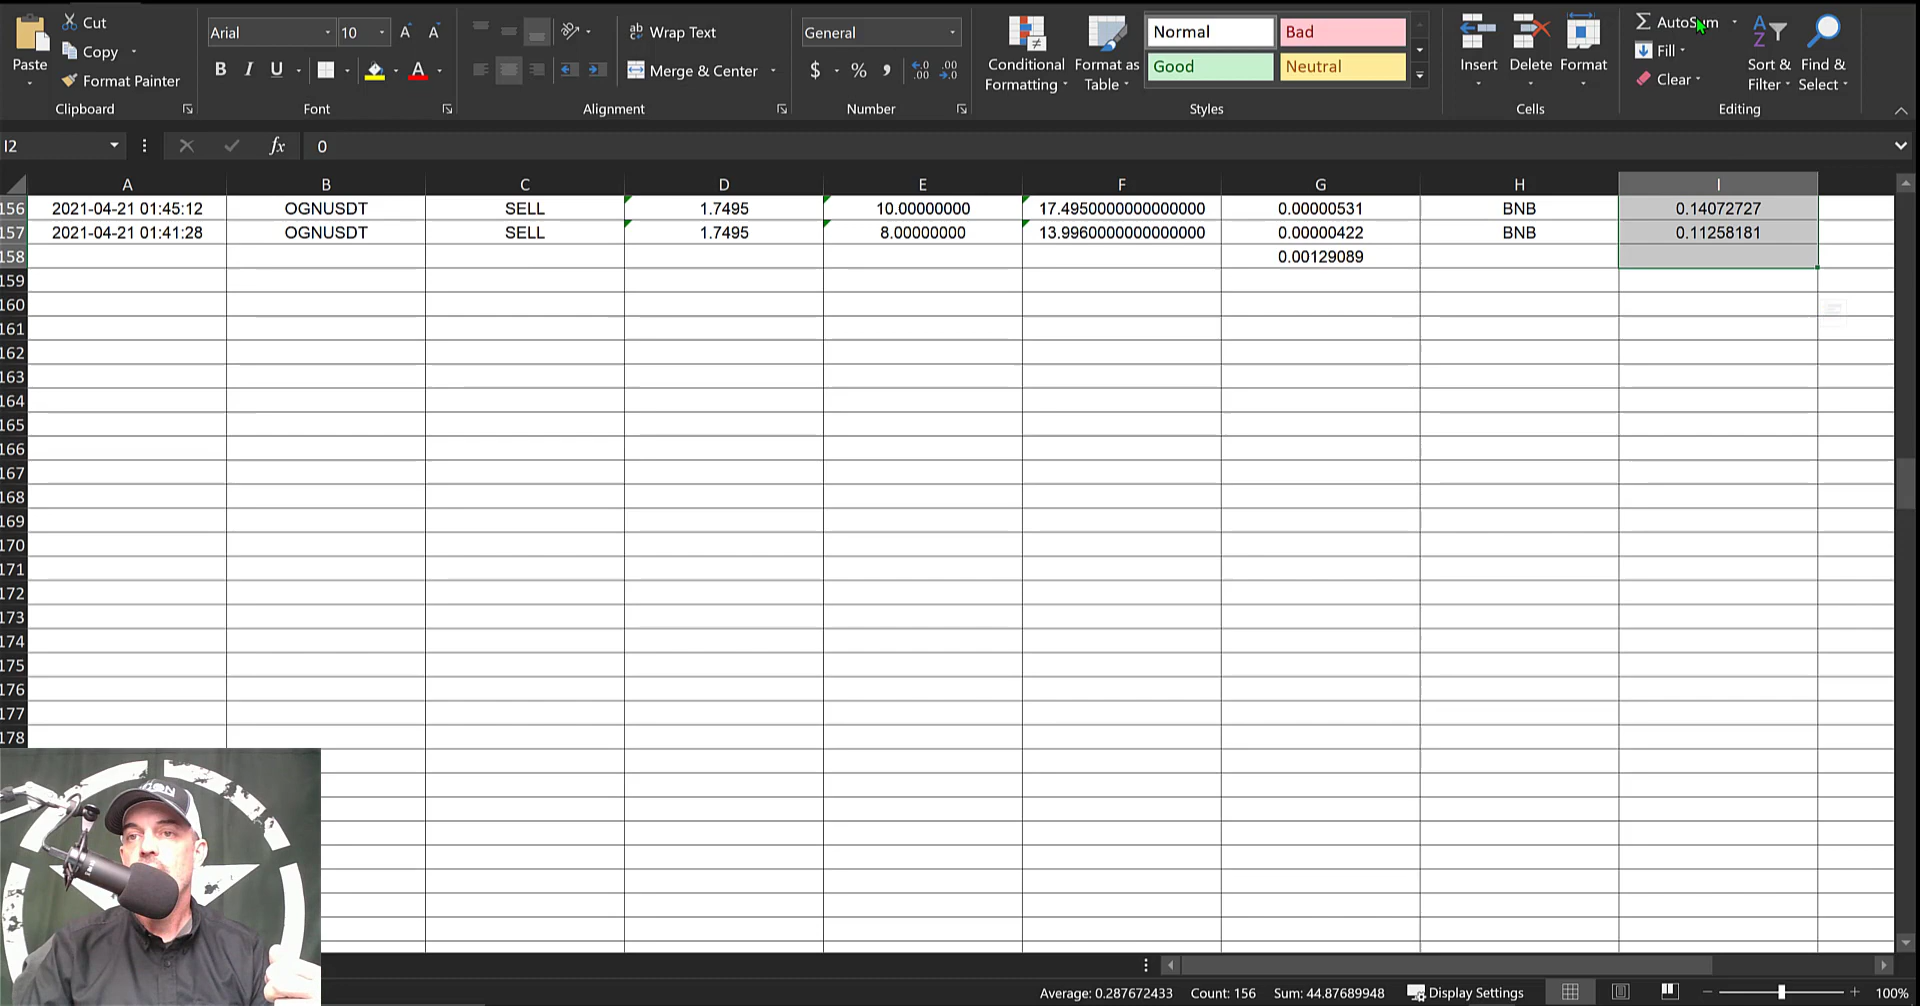 Cut
Copy
Format Painter
Paste
Clipboard
Arial
10
A A
B I U A
Font
Wrap Text
Merge & Center
Alignment
General
$ % ,
Number
Conditional
Formatting
Format as
Table
Normal
Bad
Good
Neutral
Styles
Insert
Delete
Format
Cells
AutoSum
Fill
Clear
Sort &
Filter
Find &
Select
Editing
I2
fx
0
A B C D E F G H I
156 2021-04-21 01:45:12 OGNUSDT SELL 1.7495 10.00000000 17.4950000000000000 0.00000531 BNB 0.14072727
157 2021-04-21 01:41:28 OGNUSDT SELL 1.7495 8.00000000 13.9960000000000000 0.00000422 BNB 0.11258181
158 0.00129089
159
160
161
162
163
164
165
166
167
168
169
170
171
172
173
174
175
176
177
178
Average: 0.287672433 Count: 156 Sum: 44.87689948 Display Settings 100%